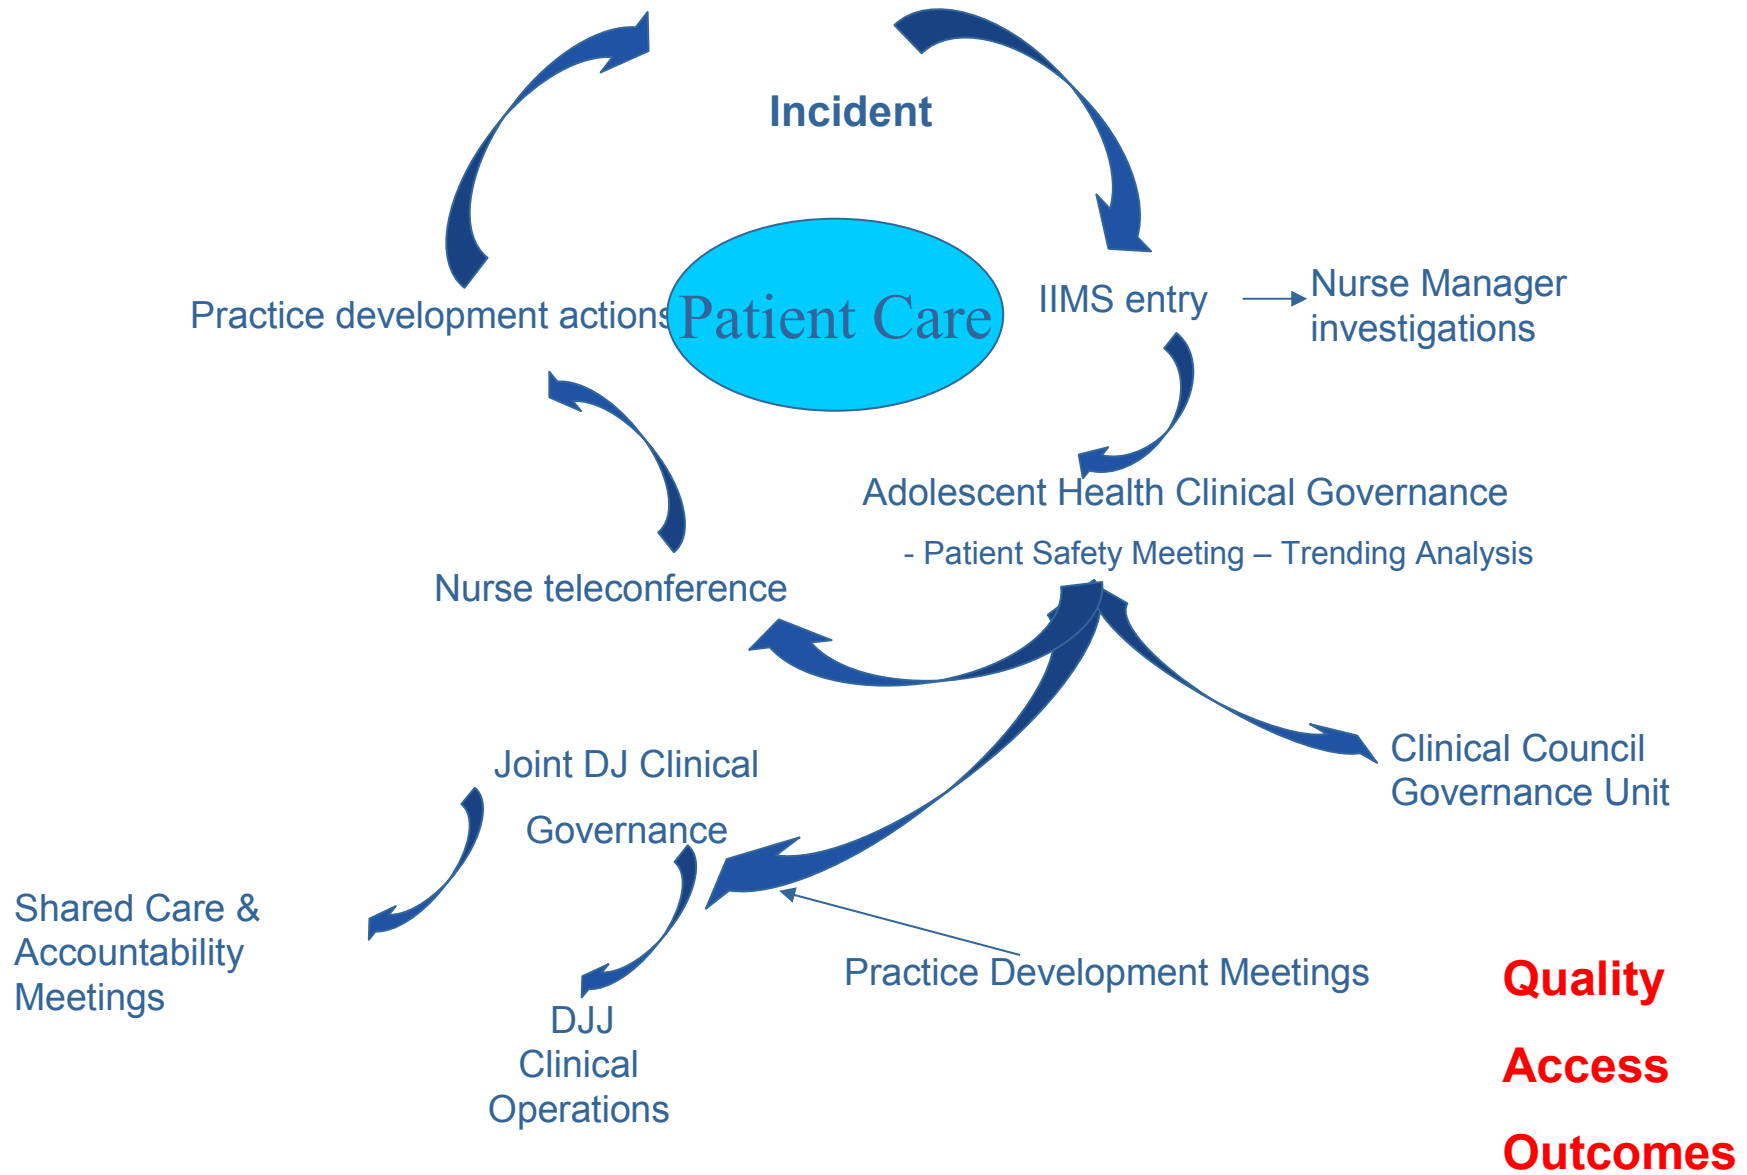 Incident
Practice development actions
Patient Care
IIMS entry
Nurse Manager
investigations
Adolescent Health Clinical Governance
- Patient Safety Meeting – Trending Analysis
Nurse teleconference
Joint DJ Clinical
Governance
Clinical Council
Governance Unit
Shared Care &
Accountability
Meetings
Practice Development Meetings
DJJ
Clinical
Operations
Quality
Access
Outcomes